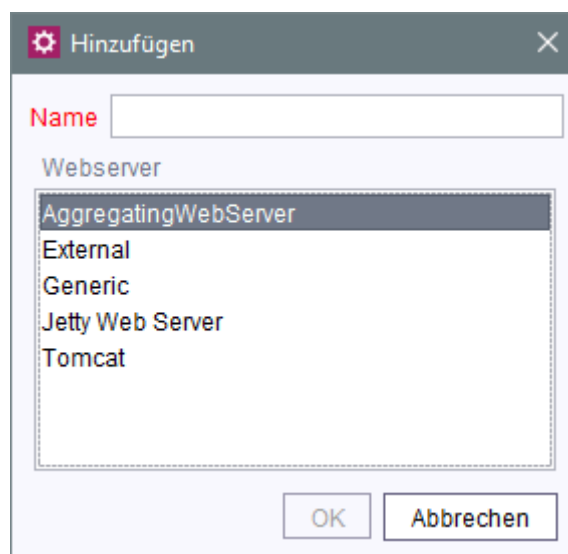 Hinzufügen
Name
Webserver
AggregatingWebServer
External
Generic
Jetty Web Server
Tomcat
OK Abbrechen